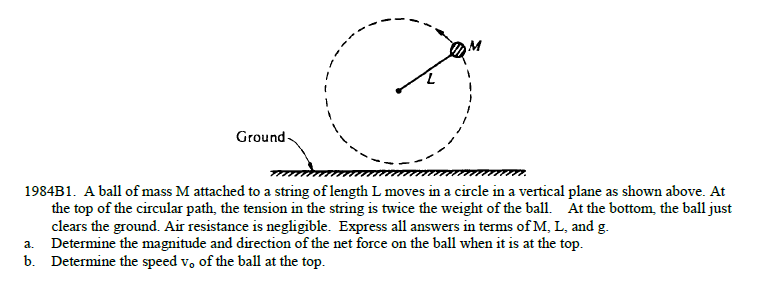 M
L
Ground
1984B1. A ball of mass M attached to a string of length L moves in a circle in a vertical plane as shown above. At
the top of the circular path, the tension in the string is twice the weight of the ball. At the bottom, the ball just
clears the ground. Air resistance is negligible. Express all answers in terms of M, L, and g.
a. Determine the magnitude and direction of the net force on the ball when it is at the top.
b. Determine the speed vₒ of the ball at the top.